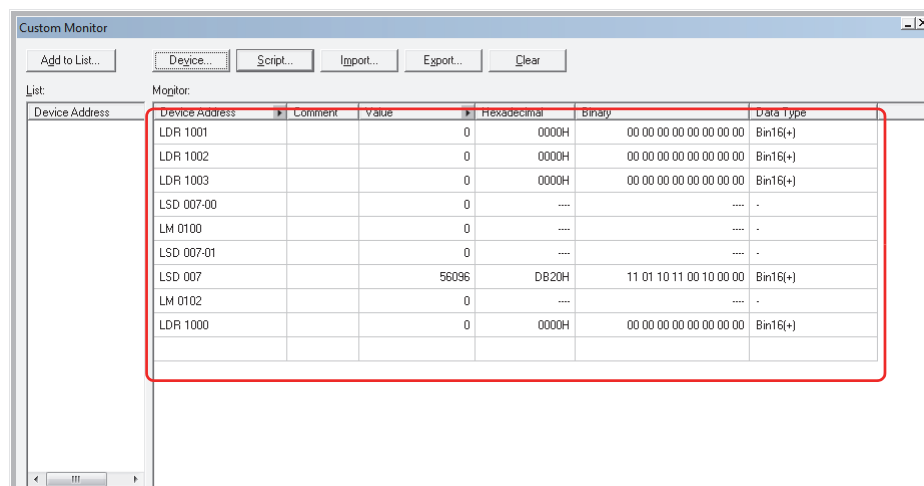 Custom Monitor
Add to List... Device... Script... Import... Export... Clear
List: Monitor:
Device Address Device Address Comment Value Hexadecimal Binary Data Type
LDR 1001 0 0000H 00 00 00 00 00 00 00 00 Bin16(+)
LDR 1002 0 0000H 00 00 00 00 00 00 00 00 Bin16(+)
LDR 1003 0 0000H 00 00 00 00 00 00 00 00 Bin16(+)
LSD 007-00 0 ---- ---- -
LM 0100 0 ---- ---- -
LSD 007-01 0 ---- ---- -
LSD 007 56096 DB20H 11 01 10 11 00 10 00 00 Bin16(+)
LM 0102 0 ---- ---- -
LDR 1000 0 0000H 00 00 00 00 00 00 00 00 Bin16(+)